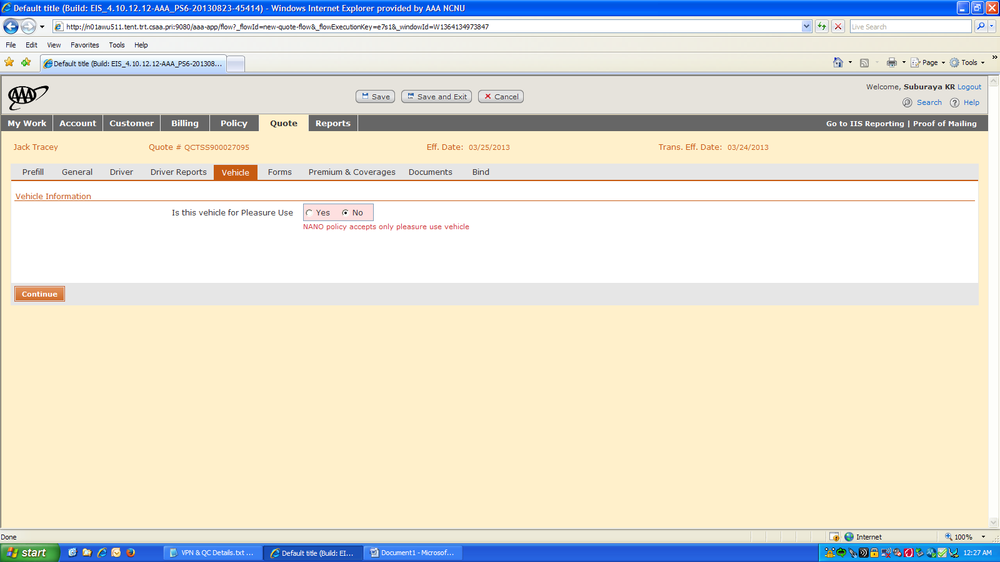 Default title (Build: EIS_4.10.12.12-AAA_PS6-20130823-45414) - Windows Internet Explorer provided by AAA NCNU
http://n01awu511.tent.trt.csaa.pri:9080/aaa-app/flow?_flowId=new-quote-flow&_flowExecutionKey=e7s1&_windowId=W1364134973847
Live Search
File Edit View Favorites Tools Help
Default title (Build: EIS_4.10.12.12-AAA_PS6-201308...
Page Tools »
AAA
Save Save and Exit Cancel
Welcome, Suburaya KR Logout
Search ? Help
My Work Account Customer Billing Policy Quote Reports Go to IIS Reporting | Proof of Mailing
Jack Tracey Quote # QCTSS900027095 Eff. Date: 03/25/2013 Trans. Eff. Date: 03/24/2013
Prefill General Driver Driver Reports Vehicle Forms Premium & Coverages Documents Bind
Vehicle Information
Is this vehicle for Pleasure Use Yes No
NANO policy accepts only pleasure use vehicle
Continue
Done Internet 100%
start VPN & QC Details.txt ... Default title (Build: EI... Document1 - Microsof... 12:27 AM